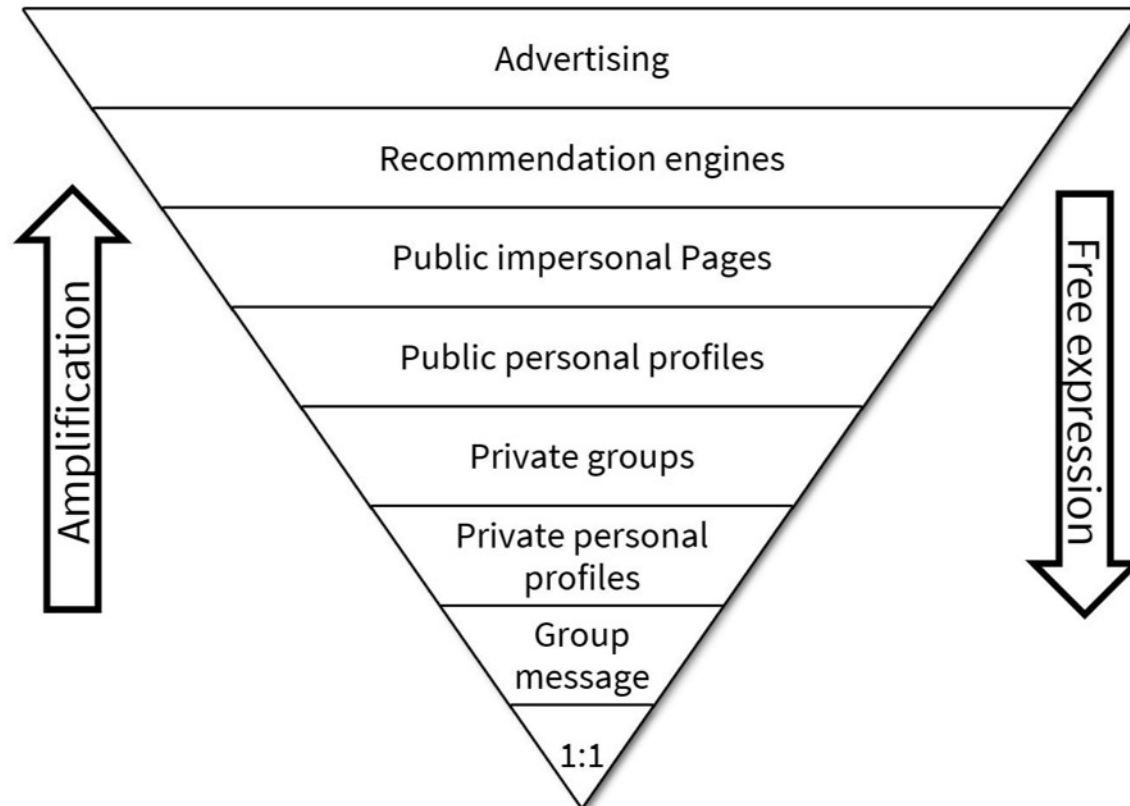 Advertising
Recommendation engines
Public impersonal Pages
Public personal profiles
Private groups
Private personal
profiles
Group
message
1:1
Amplification
Free expression